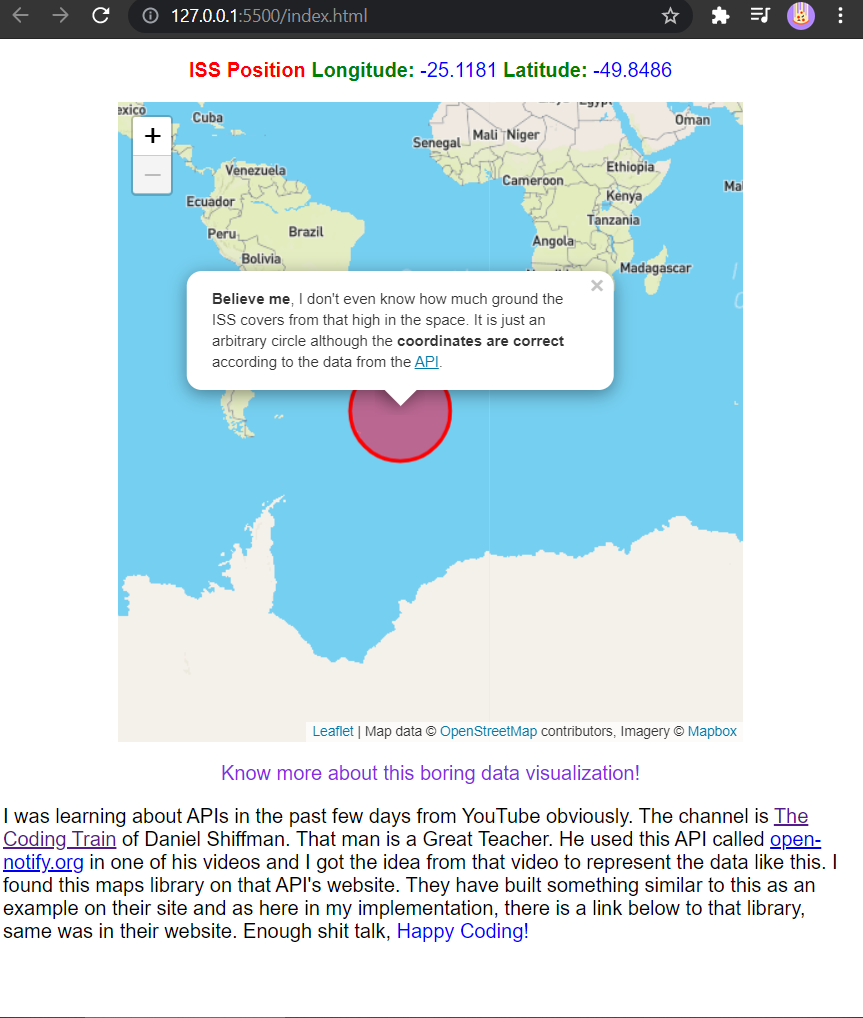 127.0.0.1:5500/index.html
ISS Position Longitude: -25.1181 Latitude: -49.8486
exico
Cuba
Oman
+
Senegal
Mali
Niger
−
Venezuela
Ethiopia
Cameroon
Ma
Ecuador
Kenya
Peru
Brazil
Tanzania
Angola
Bolivia
Madagascar
×
Believe me, I don't even know how much ground the
ISS covers from that high in the space. It is just an
arbitrary circle although the coordinates are correct
according to the data from the API.
Leaflet | Map data © OpenStreetMap contributors, Imagery © Mapbox
Know more about this boring data visualization!
I was learning about APIs in the past few days from YouTube obviously. The channel is The
Coding Train of Daniel Shiffman. That man is a Great Teacher. He used this API called open-
notify.org in one of his videos and I got the idea from that video to represent the data like this. I
found this maps library on that API's website. They have built something similar to this as an
example on their site and as here in my implementation, there is a link below to that library,
same was in their website. Enough shit talk, Happy Coding!